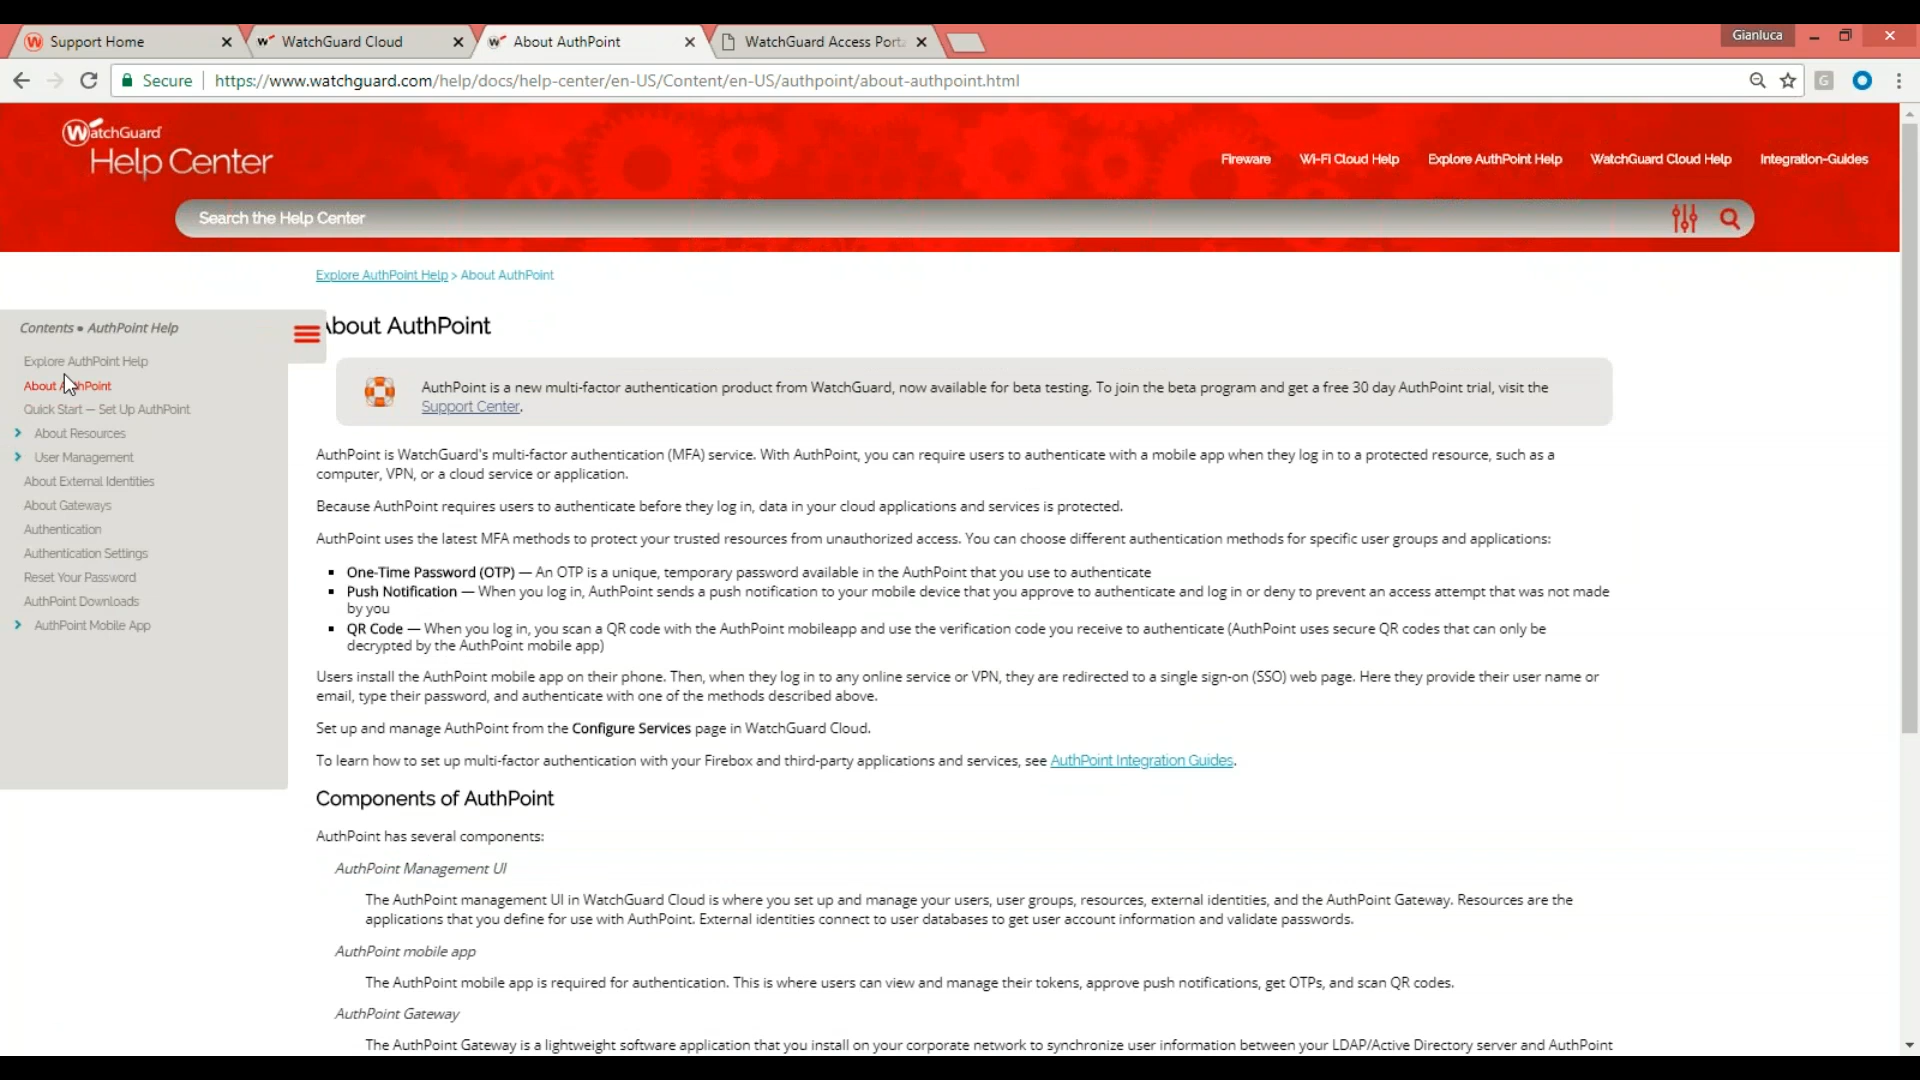 Support Home
WatchGuard Cloud
About AuthPoint
WatchGuard Access Porta
Gianluca
Secure
https://www.watchguard.com/help/docs/help-center/en-US/Content/en-US/authpoint/about-authpoint.html
G
WatchGuard
Help Center
Fireware
Wi-Fi Cloud Help
Explore AuthPoint Help
WatchGuard Cloud Help
Integration-Guides
Search the Help Center
Explore AuthPoint Help > About AuthPoint
Contents • AuthPoint Help
Explore AuthPoint Help
About AuthPoint
Quick Start — Set Up AuthPoint
About Resources
User Management
About External Identities
About Gateways
Authentication
Authentication Settings
Reset Your Password
AuthPoint Downloads
AuthPoint Mobile App
About AuthPoint
AuthPoint is a new multi-factor authentication product from WatchGuard, now available for beta testing. To join the beta program and get a free 30 day AuthPoint trial, visit the
Support Center.
AuthPoint is WatchGuard's multi-factor authentication (MFA) service. With AuthPoint, you can require users to authenticate with a mobile app when they log in to a protected resource, such as a
computer, VPN, or a cloud service or application.
Because AuthPoint requires users to authenticate before they log in, data in your cloud applications and services is protected.
AuthPoint uses the latest MFA methods to protect your trusted resources from unauthorized access. You can choose different authentication methods for specific user groups and applications:
▪ One-Time Password (OTP) — An OTP is a unique, temporary password available in the AuthPoint that you use to authenticate
▪ Push Notification — When you log in, AuthPoint sends a push notification to your mobile device that you approve to authenticate and log in or deny to prevent an access attempt that was not made
by you
▪ QR Code — When you log in, you scan a QR code with the AuthPoint mobileapp and use the verification code you receive to authenticate (AuthPoint uses secure QR codes that can only be
decrypted by the AuthPoint mobile app)
Users install the AuthPoint mobile app on their phone. Then, when they log in to any online service or VPN, they are redirected to a single sign-on (SSO) web page. Here they provide their user name or
email, type their password, and authenticate with one of the methods described above.
Set up and manage AuthPoint from the Configure Services page in WatchGuard Cloud.
To learn how to set up multi-factor authentication with your Firebox and third-party applications and services, see AuthPoint Integration Guides.
Components of AuthPoint
AuthPoint has several components:
AuthPoint Management UI
The AuthPoint management UI in WatchGuard Cloud is where you set up and manage your users, user groups, resources, external identities, and the AuthPoint Gateway. Resources are the
applications that you define for use with AuthPoint. External identities connect to user databases to get user account information and validate passwords.
AuthPoint mobile app
The AuthPoint mobile app is required for authentication. This is where users can view and manage their tokens, approve push notifications, get OTPs, and scan QR codes.
AuthPoint Gateway
The AuthPoint Gateway is a lightweight software application that you install on your corporate network to synchronize user information between your LDAP/Active Directory server and AuthPoint